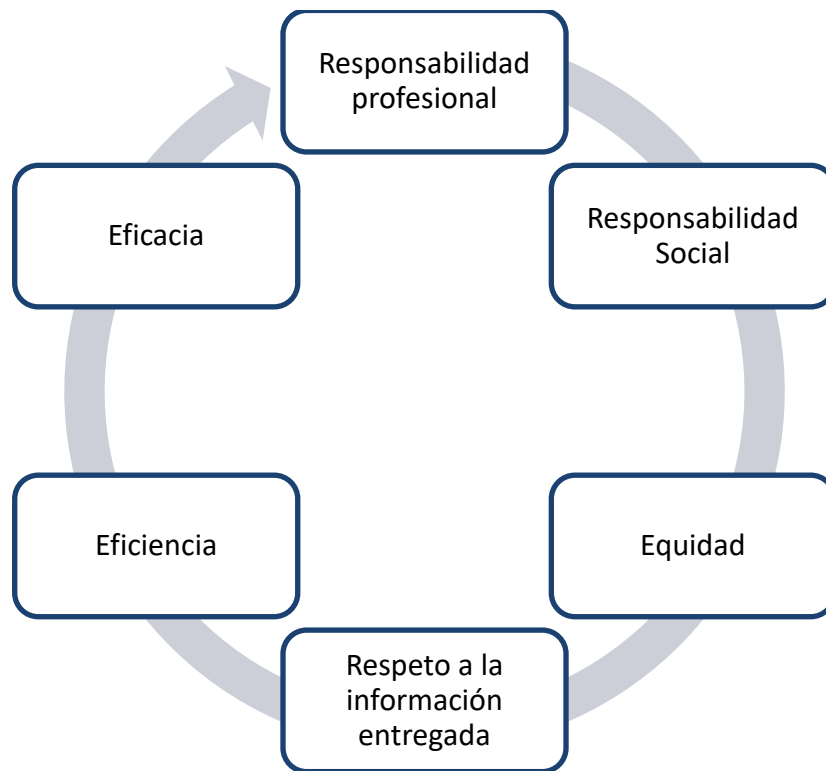 Responsabilidad
profesional
Responsabilidad
Social
Equidad
Respeto a la
información
entregada
Eficiencia
Eficacia